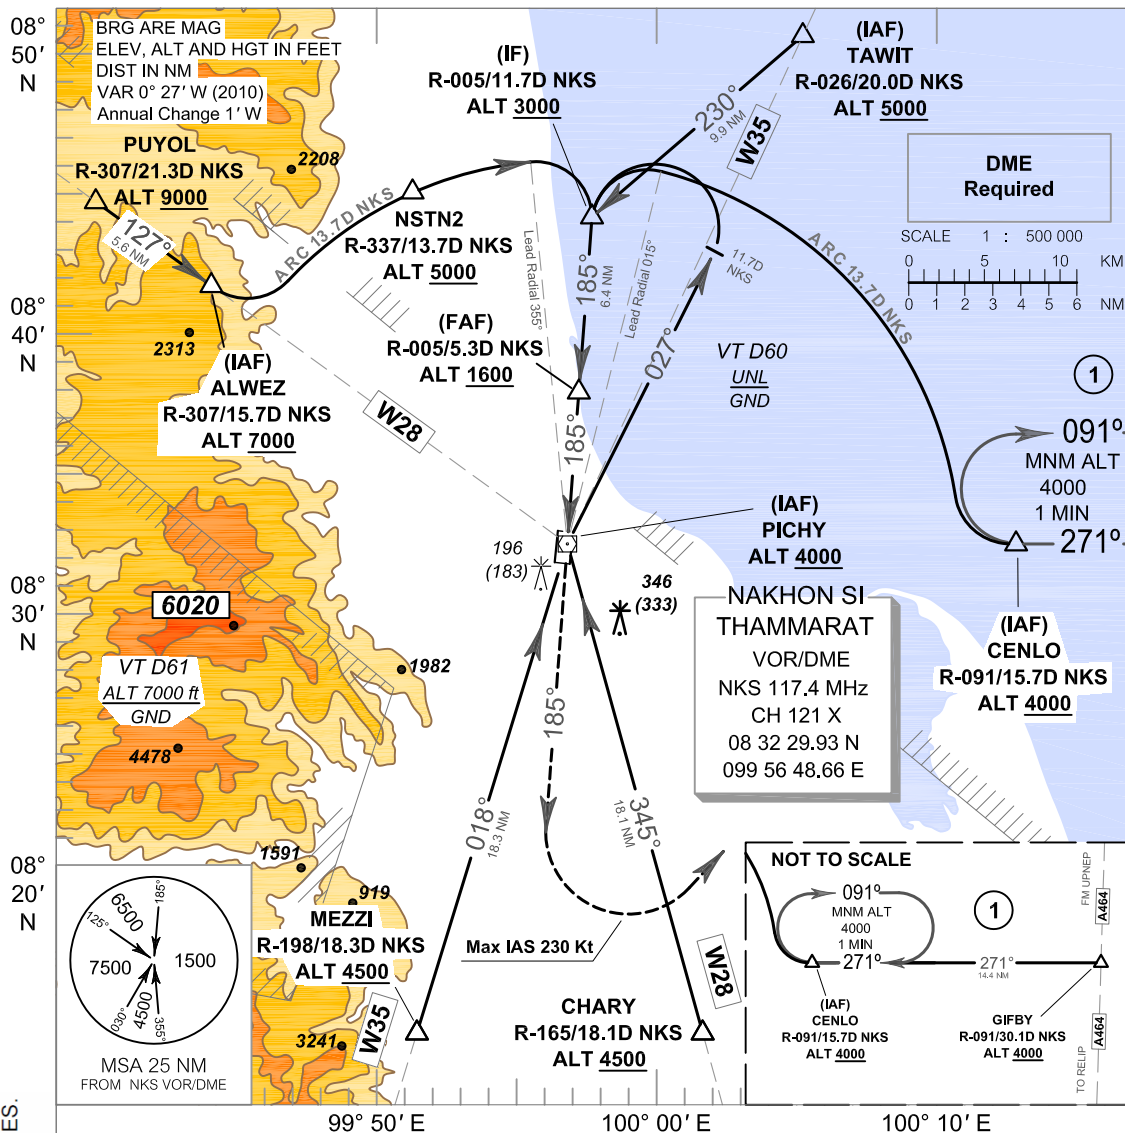 08°
50′
N
BRG ARE MAG
ELEV, ALT AND HGT IN FEET
DIST IN NM
VAR 0° 27′ W (2010)
Annual Change 1′ W
PUYOL
R-307/21.3D NKS
ALT 9000
2208
(IF)
R-005/11.7D NKS
ALT 3000
(IAF)
TAWIT
R-026/20.0D NKS
ALT 5000
230°
9.9 NM
W35
DME
Required
SCALE 1 : 500 000
0 5 10 KM
0 1 2 3 4 5 6 NM
127°
5.6 NM
ARC 13.7D NKS
NSTN2
R-337/13.7D NKS
ALT 5000
Lead Radial 355°
185°
6.4 NM
Lead Radial 015°
11.7D
NKS
ARC 13.7D NKS
08°
40′
N
2313
(IAF)
ALWEZ
R-307/15.7D NKS
ALT 7000
(FAF)
R-005/5.3D NKS
ALT 1600
027°
VT D60
UNL
GND
1
W28
185°
091°
MNM ALT
4000
1 MIN
271°
(IAF)
PICHY
ALT 4000
196
(183)
346
(333)
08°
30′
N
6020
VT D61
ALT 7000 ft
GND
4478
1982
NAKHON SI
THAMMARAT
VOR/DME
NKS 117.4 MHz
CH 121 X
08 32 29.93 N
099 56 48.66 E
(IAF)
CENLO
R-091/15.7D NKS
ALT 4000
185°
018°
18.3 NM
345°
18.1 NM
08°
20′
N
1591
919
MEZZI
R-198/18.3D NKS
ALT 4500
Max IAS 230 Kt
W28
CHARY
R-165/18.1D NKS
ALT 4500
W35
3241
6500
185°
125°
7500
1500
030°
4500
355°
MSA 25 NM
FROM NKS VOR/DME
NOT TO SCALE
091°
MNM ALT
4000
1 MIN
271°
1
271°
14.4 NM
FM UPNEP
A464
(IAF)
CENLO
R-091/15.7D NKS
ALT 4000
GIFBY
R-091/30.1D NKS
ALT 4000
A464
TO RELIP
ES.
99° 50′ E
100° 00′ E
100° 10′ E